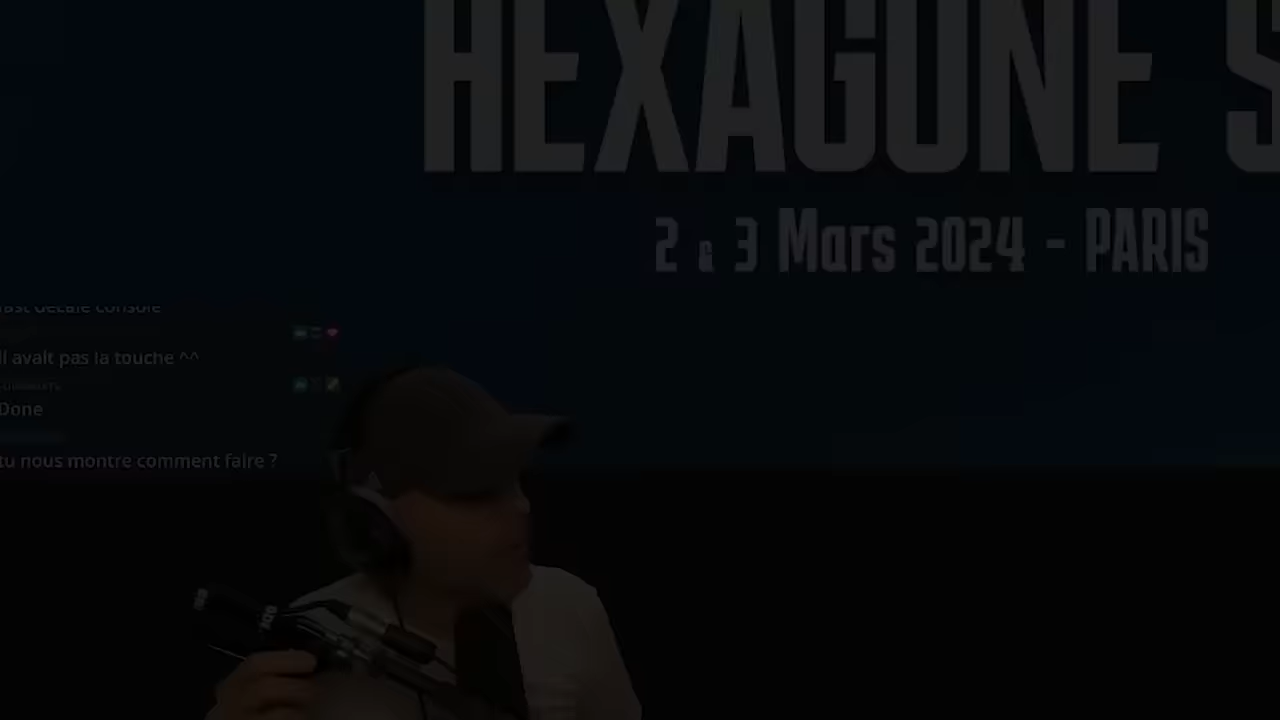 HEXAGONE S
2 & 3 Mars 2024 - PARIS
il avait pas la touche ^^
Done
tu nous montre comment faire ?